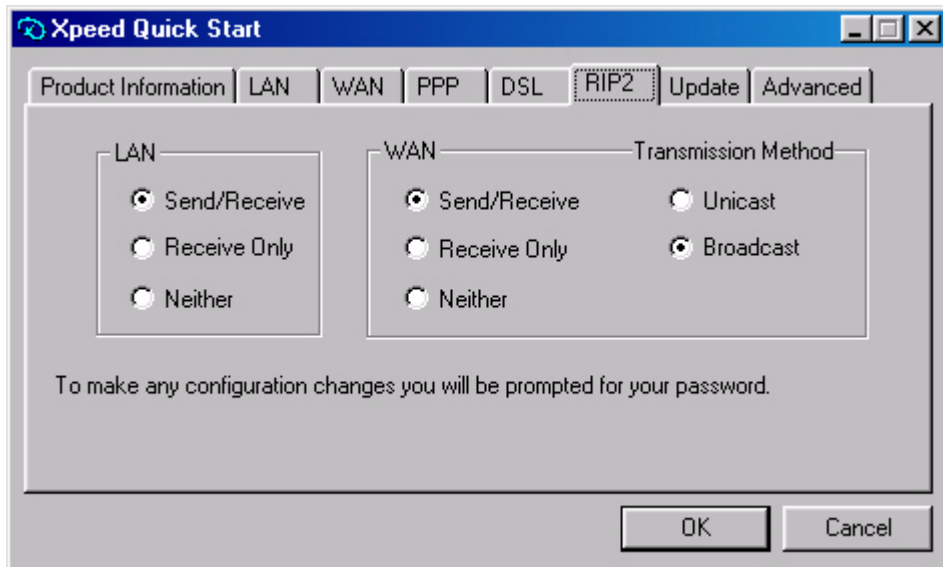 Xpeed Quick Start
Product Information LAN WAN PPP DSL RIP2 Update Advanced
LAN
Send/Receive
Receive Only
Neither
WAN Transmission Method
Send/Receive Unicast
Receive Only Broadcast
Neither
To make any configuration changes you will be prompted for your password.
OK Cancel